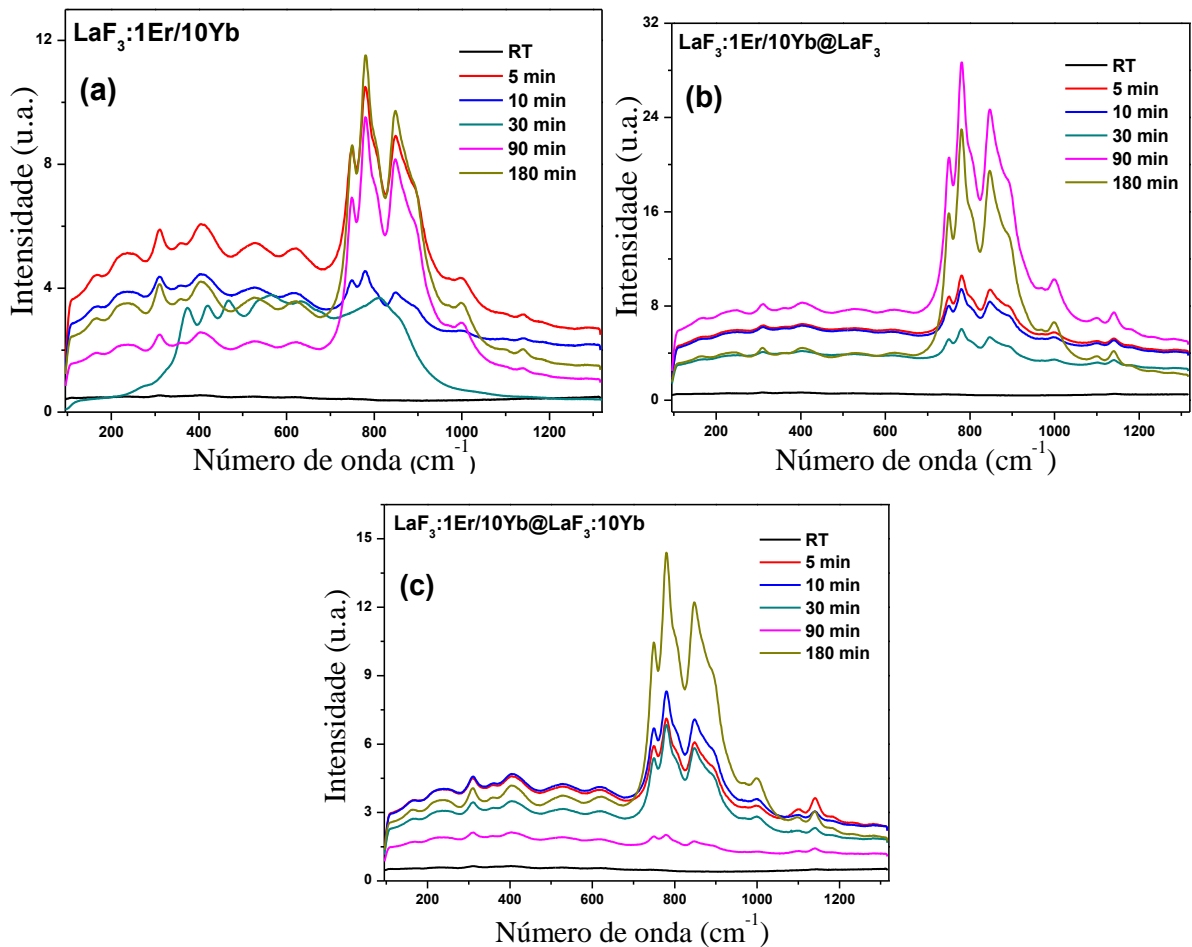 LaF3:1Er/10Yb
(a)
RT
5 min
10 min
30 min
90 min
180 min
Intensidade (u.a.)
12
8
4
0
200 400 600 800 1000 1200
Número de onda (cm-1)
LaF3:1Er/10Yb@LaF3
(b)
RT
5 min
10 min
30 min
90 min
180 min
Intensidade (u.a.)
32
24
16
8
0
200 400 600 800 1000 1200
Número de onda (cm-1)
LaF3:1Er/10Yb@LaF3:10Yb
(c)
RT
5 min
10 min
30 min
90 min
180 min
Intensidade (u.a.)
15
12
9
6
3
0
200 400 600 800 1000 1200
Número de onda (cm-1)